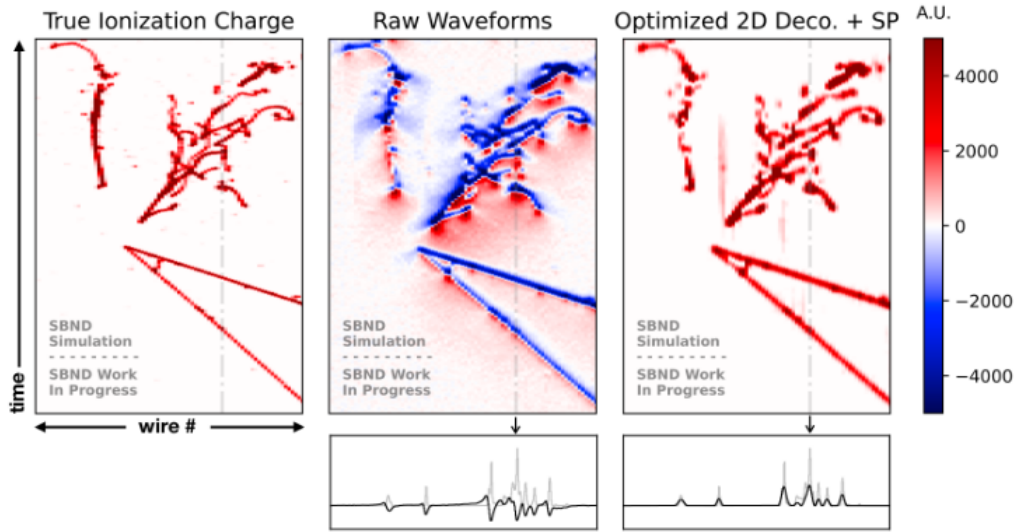 True Ionization Charge
Raw Waveforms
Optimized 2D Deco. + SP
A.U.
4000
2000
0
−2000
−4000
time
SBND
Simulation
SBND Work
In Progress
SBND
Simulation
SBND Work
In Progress
SBND
Simulation
SBND Work
In Progress
wire #